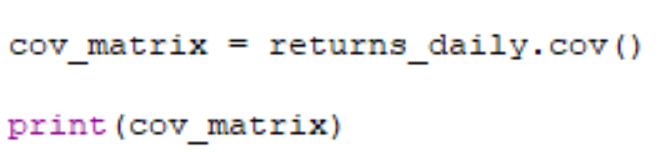 cov_matrix = returns_daily.cov()
print(cov_matrix)